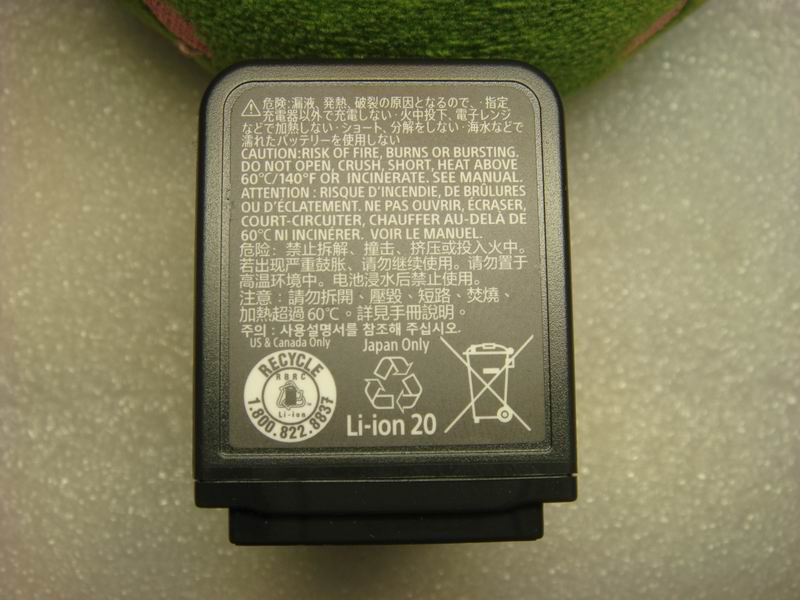 ⚠危険:漏液、発熱、破裂の原因となるので、・指定
充電器以外で充電しない・火中投下、電子レンジ
などで加熱しない・ショート、分解をしない・海水などで
濡れたバッテリーを使用しない
CAUTION:RISK OF FIRE, BURNS OR BURSTING.
DO NOT OPEN, CRUSH, SHORT, HEAT ABOVE
60°C/140°F OR INCINERATE. SEE MANUAL.
ATTENTION : RISQUE D'INCENDIE, DE BRÛLURES
OU D'ÉCLATEMENT. NE PAS OUVRIR, ÉCRASER,
COURT-CIRCUITER, CHAUFFER AU-DELÀ DE
60°C NI INCINÉRER. VOIR LE MANUEL.
危险: 禁止拆解、撞击、挤压或投入火中。
若出现严重鼓胀、请勿继续使用。请勿置于
高温环境中。电池浸水后禁止使用。
注意：請勿拆開、壓毀、短路、焚燒、
加熱超過 60℃。詳見手冊說明。
주의 : 사용설명서를 참조해 주십시오.
US & Canada Only
Japan Only
RECYCLE
RBRC
Li-ion
1.800.822.8837
Li-ion 20